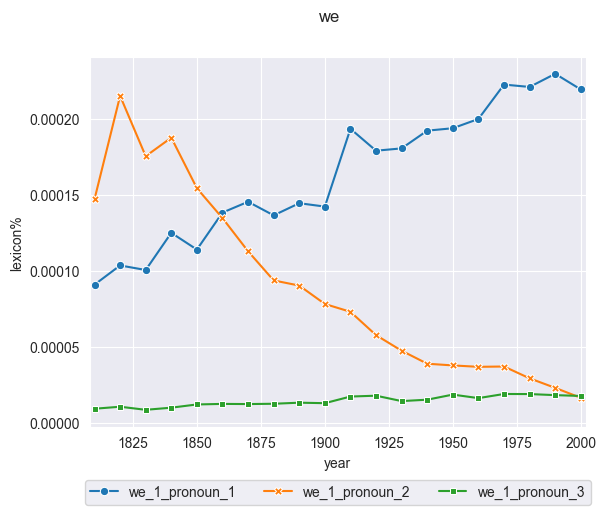 we
0.00020
0.00015
0.00010
0.00005
0.00000
lexicon%
1825 1850 1875 1900 1925 1950 1975 2000
year
we_1_pronoun_1 we_1_pronoun_2 we_1_pronoun_3